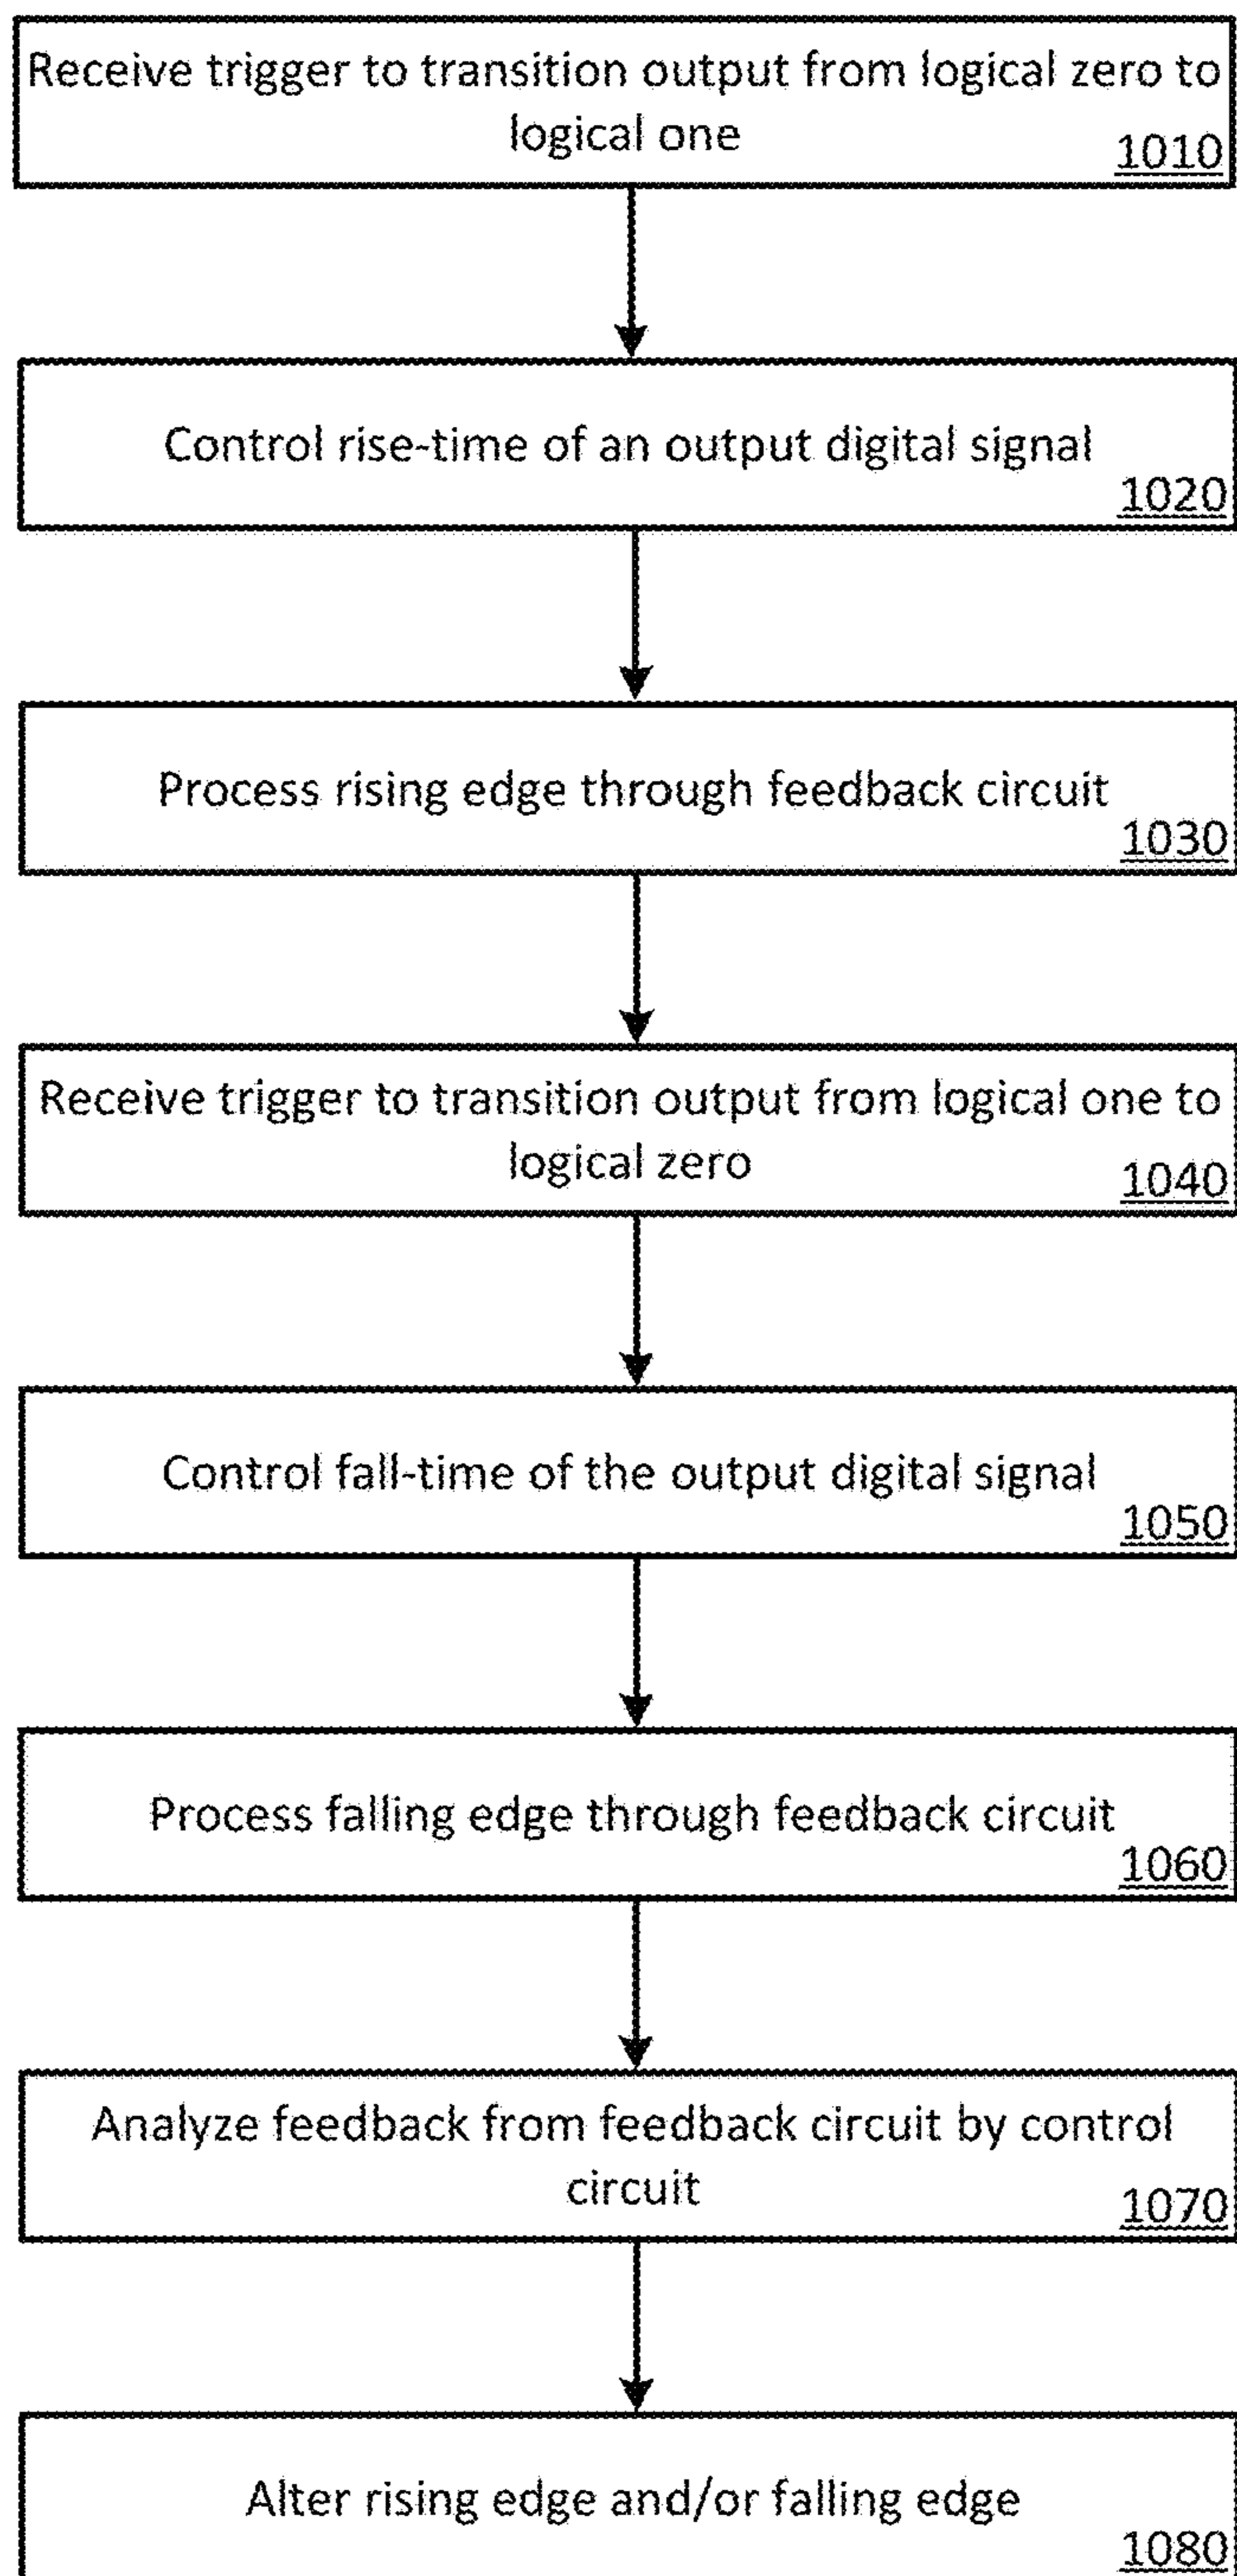 Receive trigger to transition output from logical zero to
logical one
1010
Control rise-time of an output digital signal
1020
Process rising edge through feedback circuit
1030
Receive trigger to transition output from logical one to
logical zero
1040
Control fall-time of the output digital signal
1050
Process falling edge through feedback circuit
1060
Analyze feedback from feedback circuit by control
circuit
1070
Alter rising edge and/or falling edge
1080